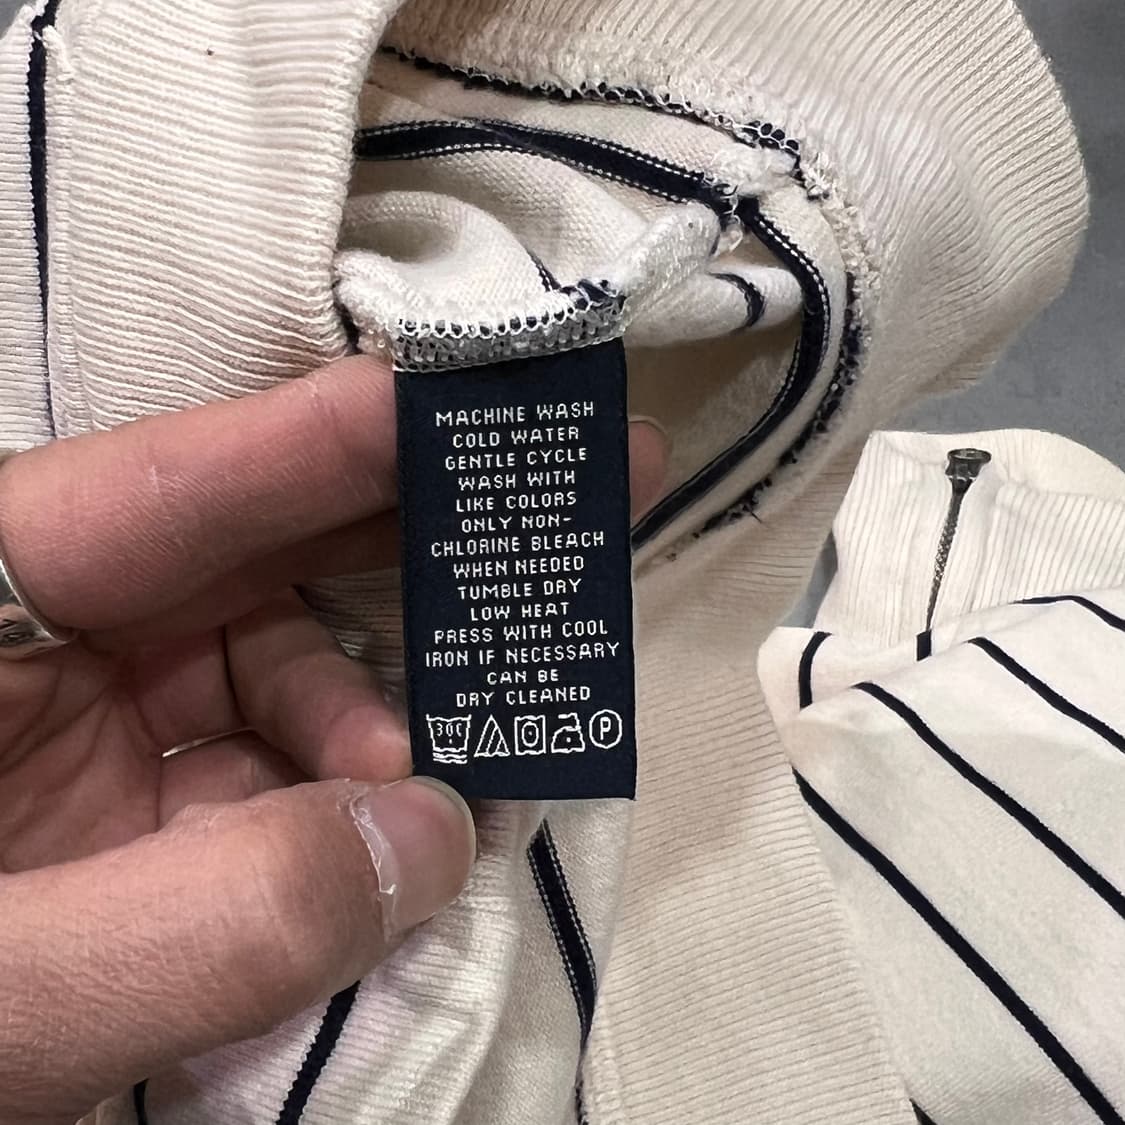 MACHINE WASH
COLD WATER
GENTLE CYCLE
WASH WITH
LIKE COLORS
ONLY NON-
CHLORINE BLEACH
WHEN NEEDED
TUMBLE DRY
LOW HEAT
PRESS WITH COOL
IRON IF NECESSARY
CAN BE
DRY CLEANED
30C P